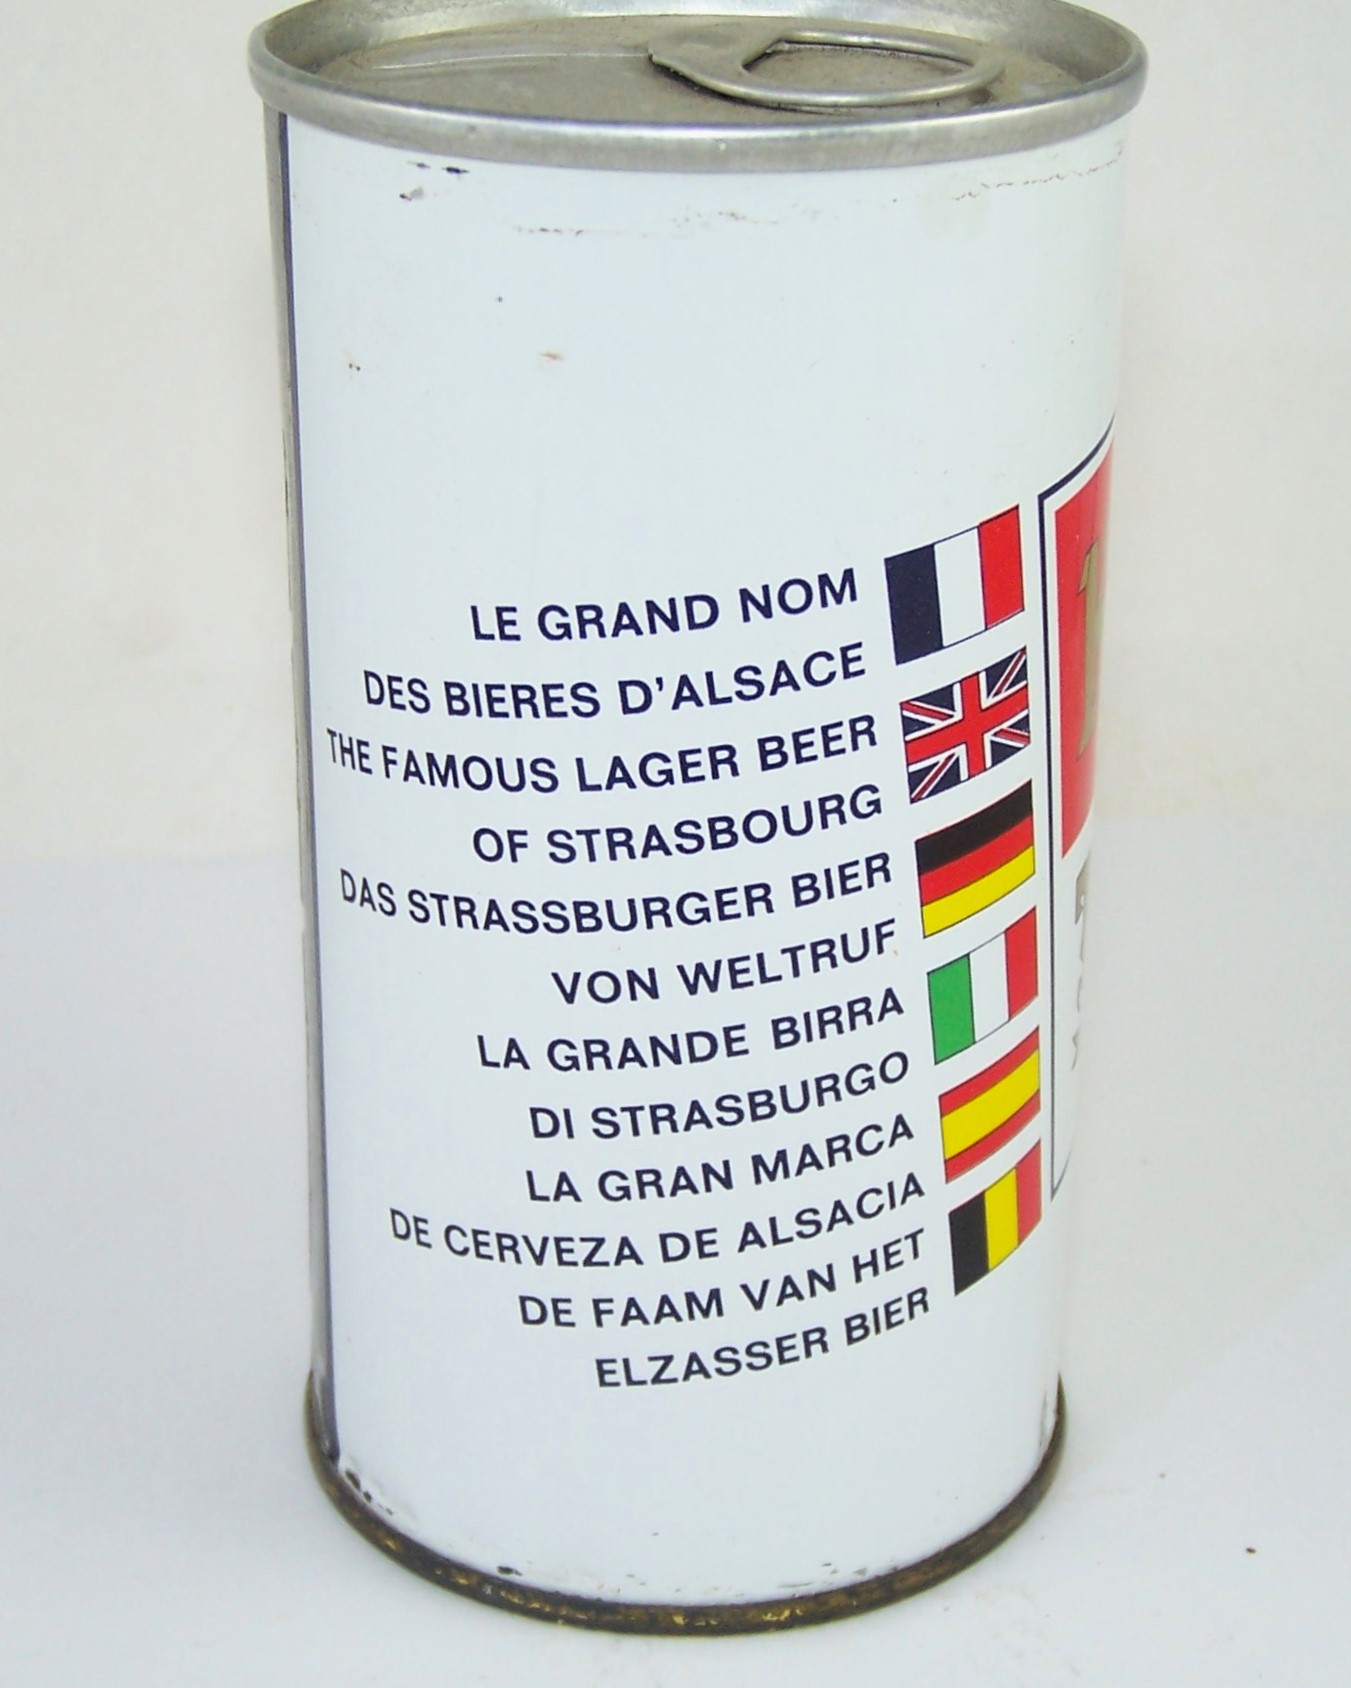 LE GRAND NOM
DES BIERES D'ALSACE
THE FAMOUS LAGER BEER
OF STRASBOURG
DAS STRASSBURGER BIER
VON WELTRUF
LA GRANDE BIRRA
DI STRASBURGO
LA GRAN MARCA
DE CERVEZA DE ALSACIA
DE FAAM VAN HET
ELZASSER BIER